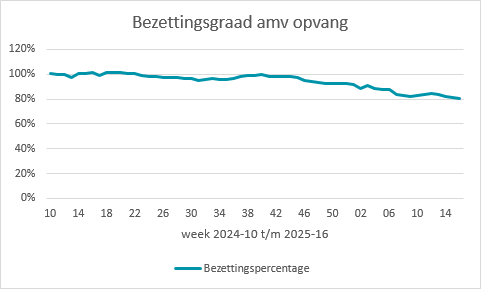 Bezettingsgraad amv opvang
120%
100%
80%
60%
40%
20%
0%
10 14 18 22 26 30 34 38 42 46 50 02 06 10 14
week 2024-10 t/m 2025-16
Bezettingspercentage